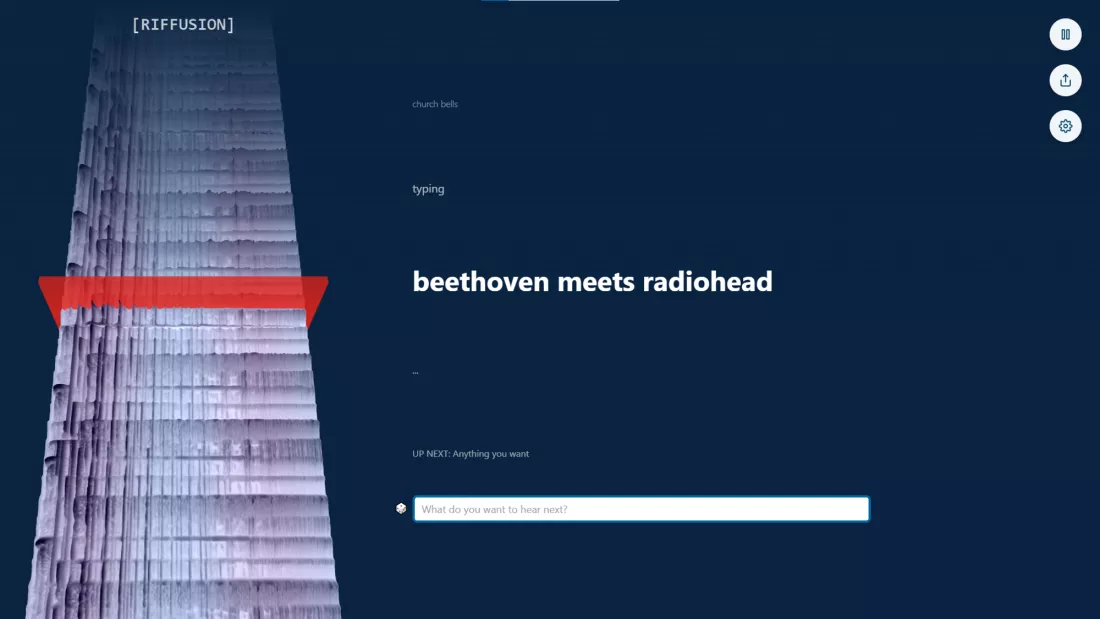 [RIFFUSION]
church bells
typing
beethoven meets radiohead
...
UP NEXT: Anything you want
What do you want to hear next?